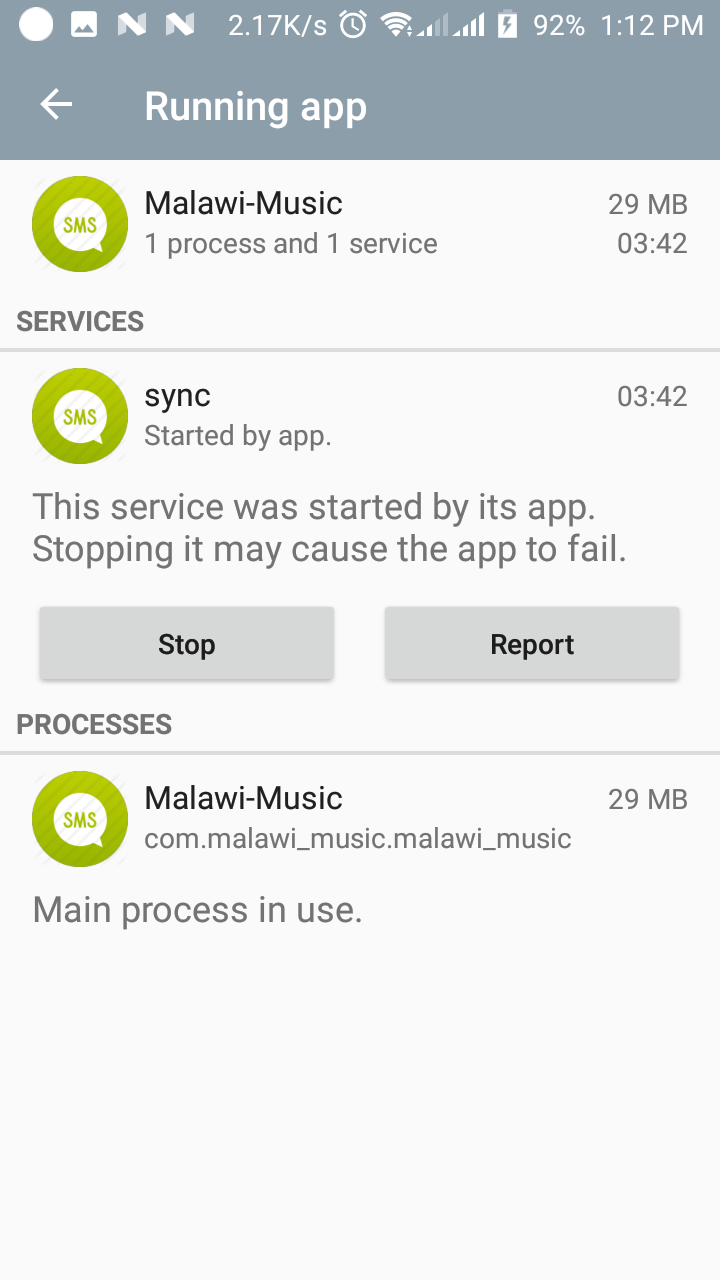 2.17K/s 92% 1:12 PM
Running app
SMS
Malawi-Music 29 MB
1 process and 1 service 03:42
SERVICES
SMS
sync 03:42
Started by app.
This service was started by its app.
Stopping it may cause the app to fail.
Stop Report
PROCESSES
SMS
Malawi-Music 29 MB
com.malawi_music.malawi_music
Main process in use.